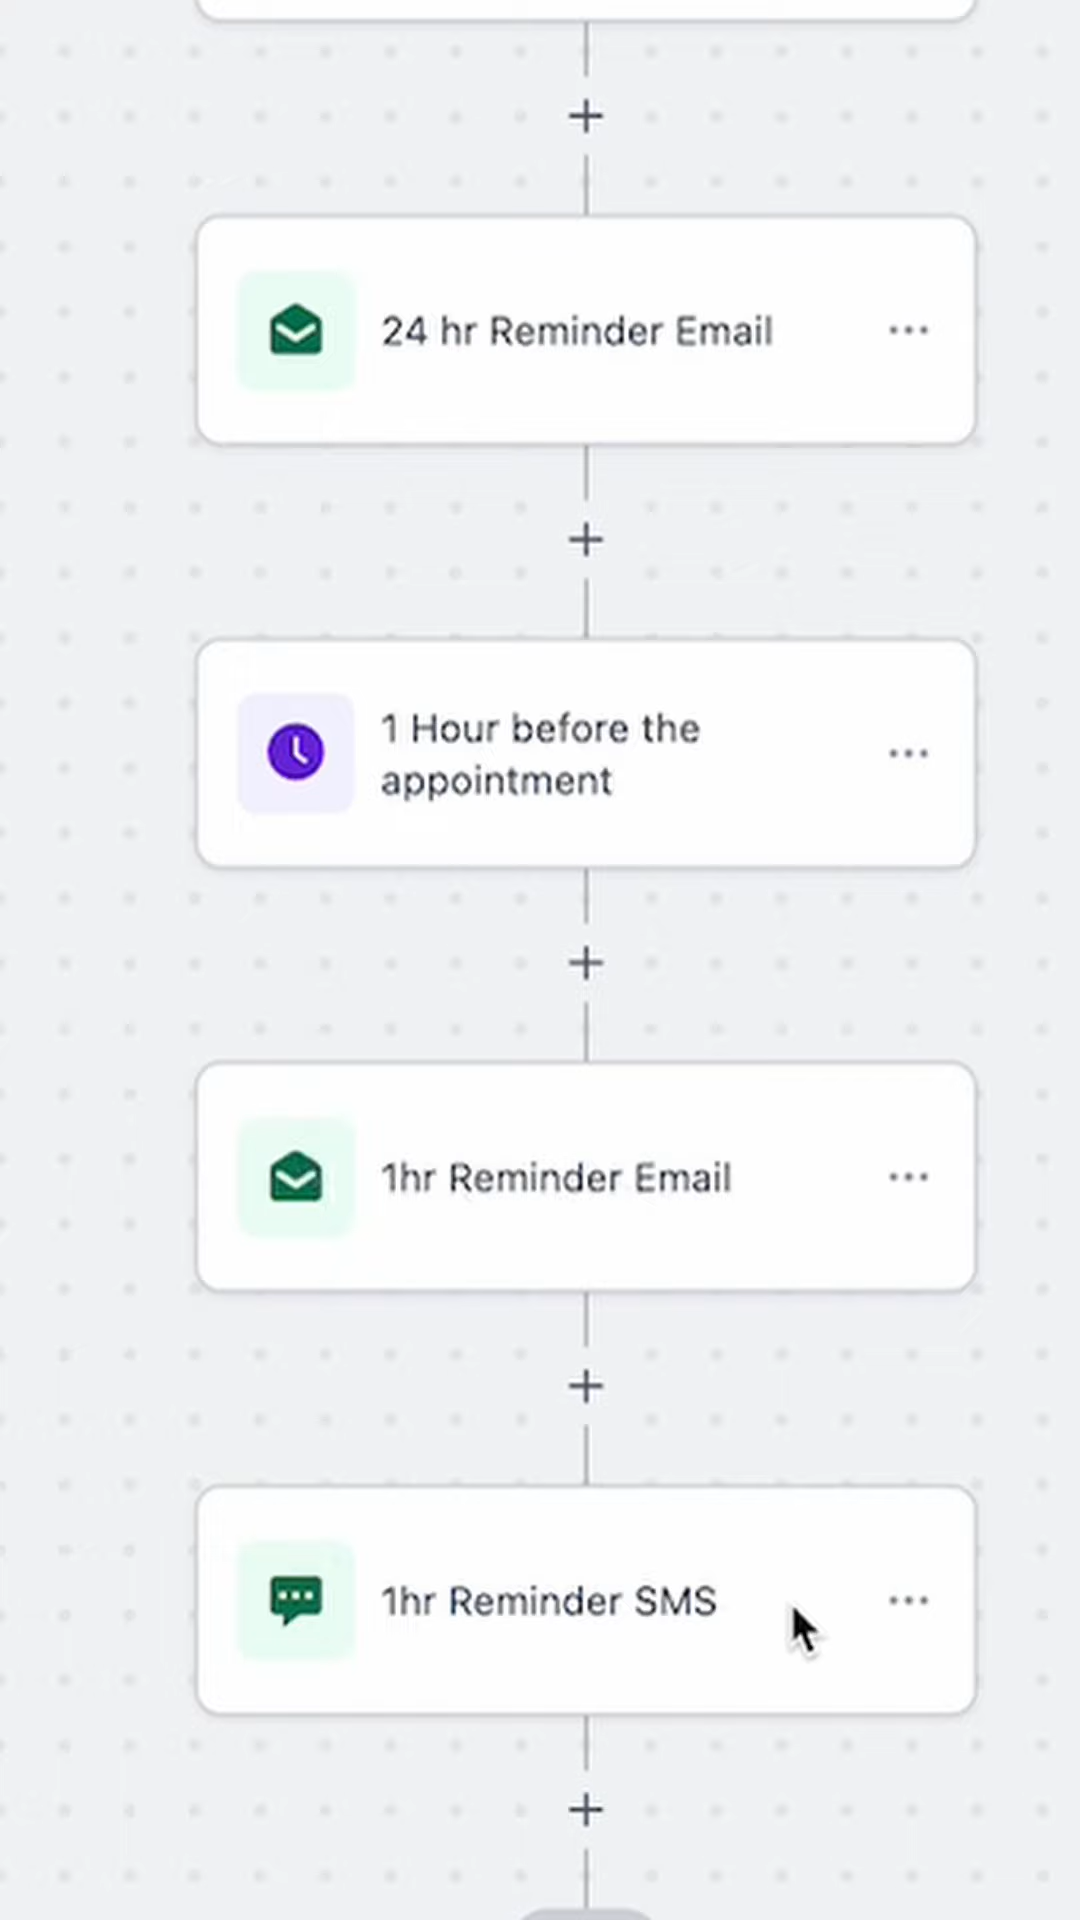 24 hr Reminder Email
1 Hour before the
appointment
1hr Reminder Email
1hr Reminder SMS